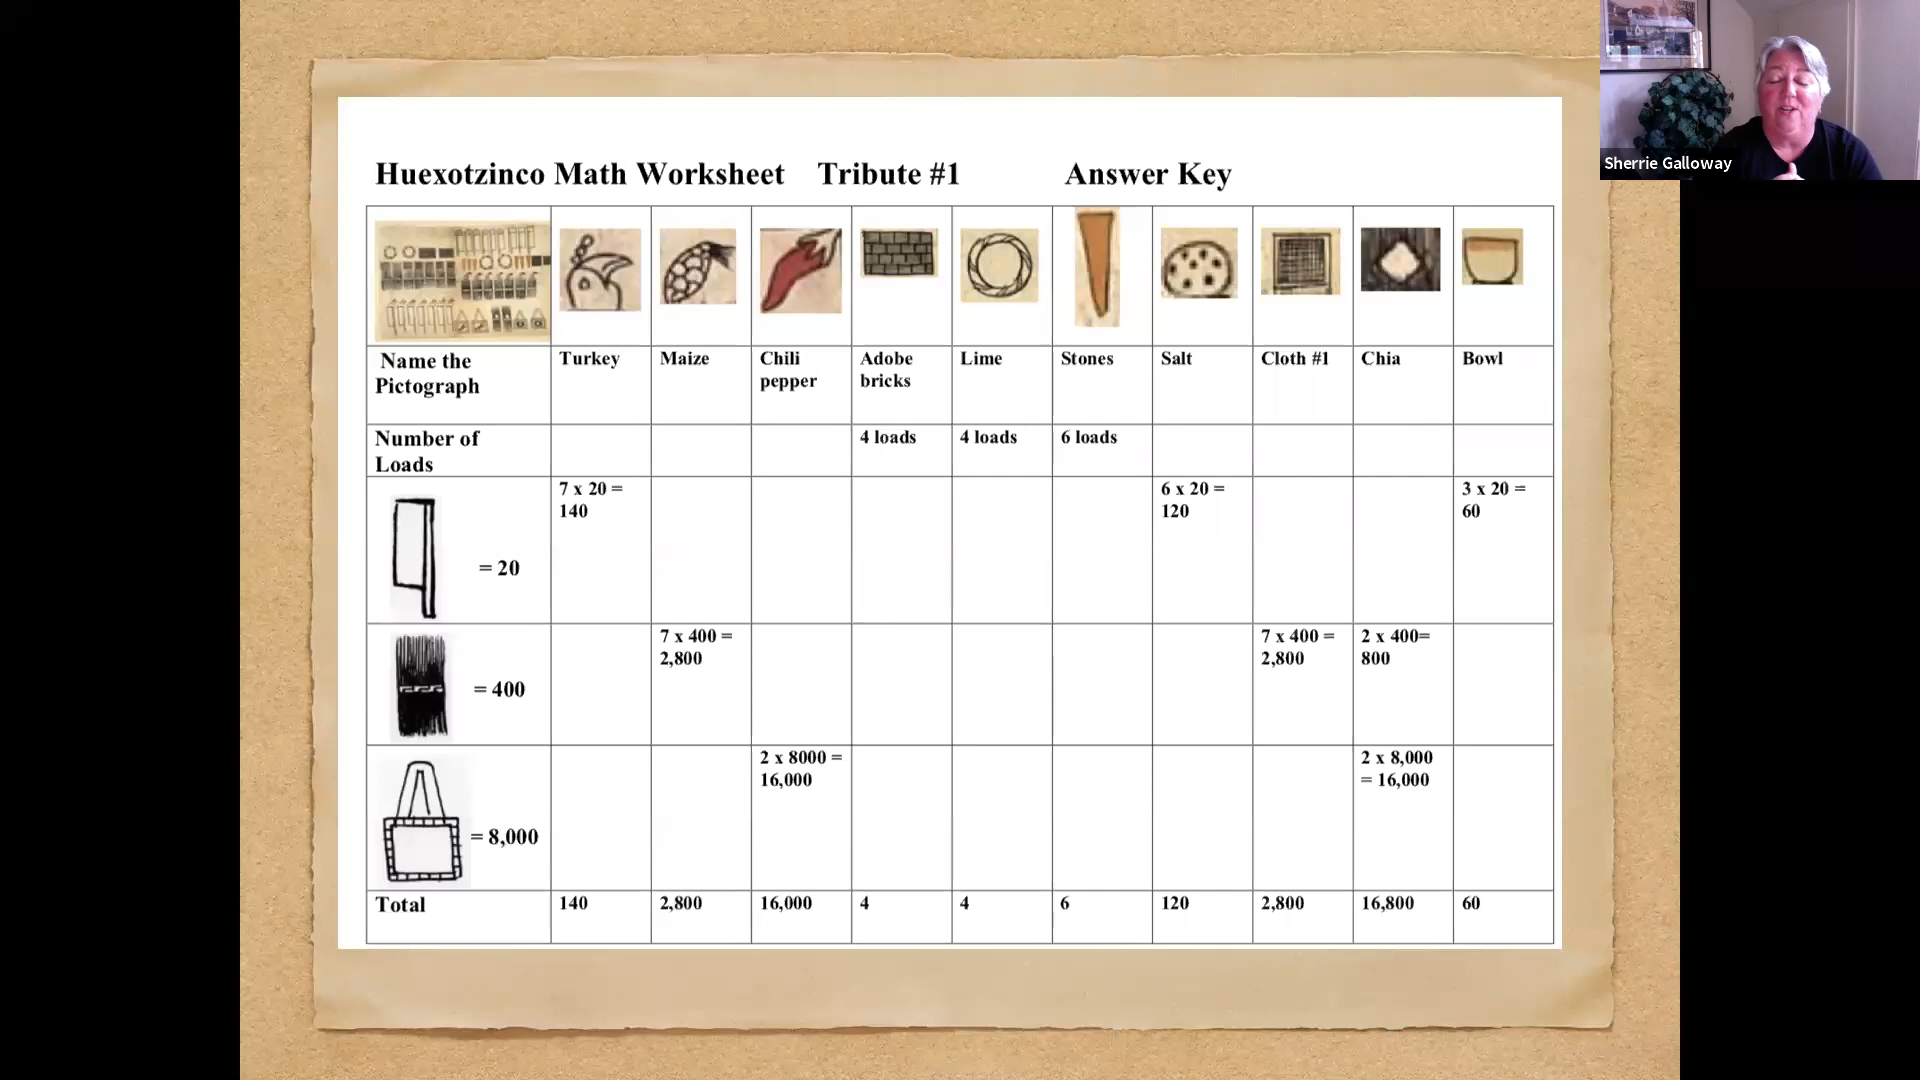 Sherrie Galloway
Huexotzinco Math Worksheet Tribute #1 Answer Key
Name the Pictograph Turkey Maize Chili pepper Adobe bricks Lime Stones Salt Cloth #1 Chia Bowl
Number of Loads 4 loads 4 loads 6 loads
= 20 7 x 20 = 140 6 x 20 = 120 3 x 20 = 60
= 400 7 x 400 = 2,800 7 x 400 = 2,800 2 x 400= 800
= 8,000 2 x 8000 = 16,000 2 x 8,000 = 16,000
Total 140 2,800 16,000 4 4 6 120 2,800 16,800 60